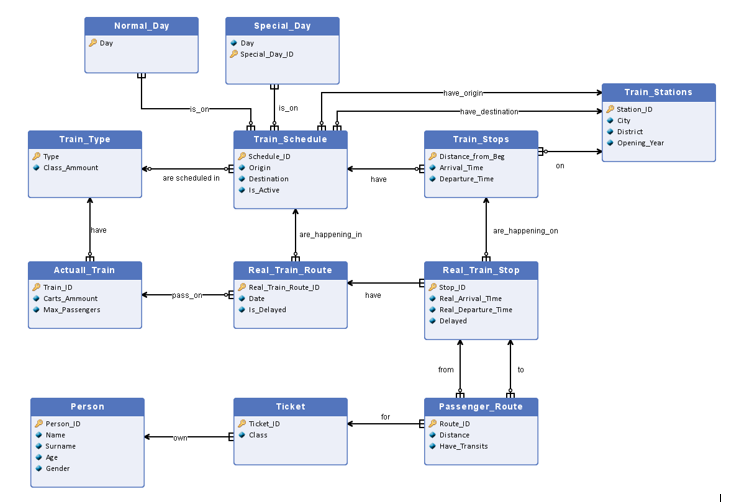 Normal_Day
Day
Special_Day
Day
Special_Day_ID
is_on
is_on
have_origin
have_destination
Train_Stations
Station_ID
City
District
Opening_Year
Train_Type
Type
Class_Amount
are scheduled in
Train_Schedule
Schedule_ID
Origin
Destination
Is_Active
have
Train_Stops
Distance_from_Beg
Arrival_Time
Departure_Time
on
have
are_happening_in
are_happening_on
Actuall_Train
Train_ID
Carts_Amount
Max_Passengers
pass_on
Real_Train_Route
Real_Train_Route_ID
Date
Is_Delayed
have
Real_Train_Stop
Stop_ID
Real_Arrival_TIme
Real_Departure_Time
Delayed
from
to
Person
Person_ID
Name
Surname
Age
Gender
own
Ticket
Ticket_ID
Class
for
Passenger_Route
Route_ID
Distance
Have_Transits